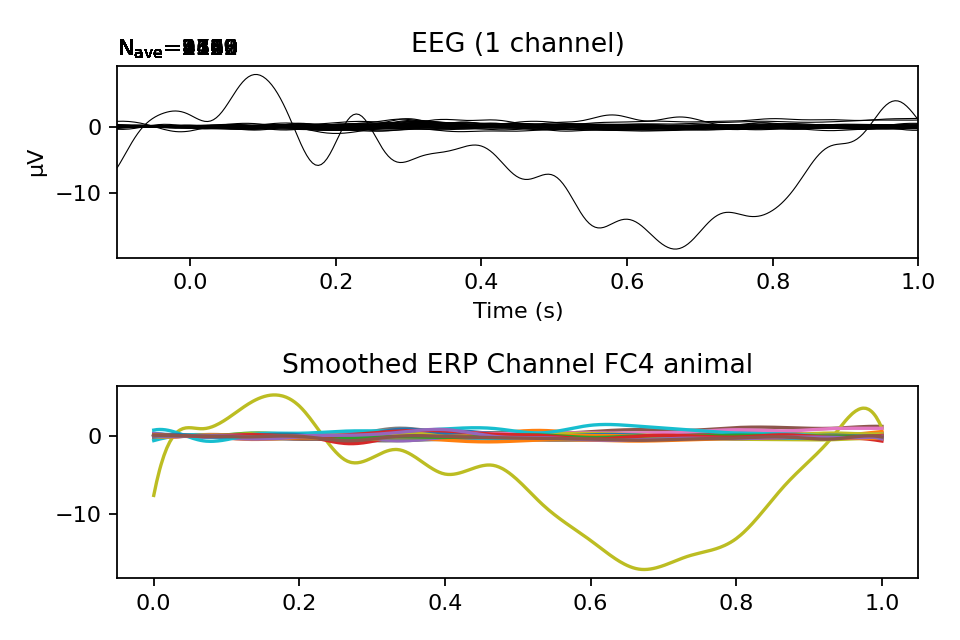 EEG (1 channel)
Nave=
0
−10
µV
0.0 0.2 0.4 0.6 0.8 1.0
Time (s)
Smoothed ERP Channel FC4 animal
0
−10
0.0 0.2 0.4 0.6 0.8 1.0